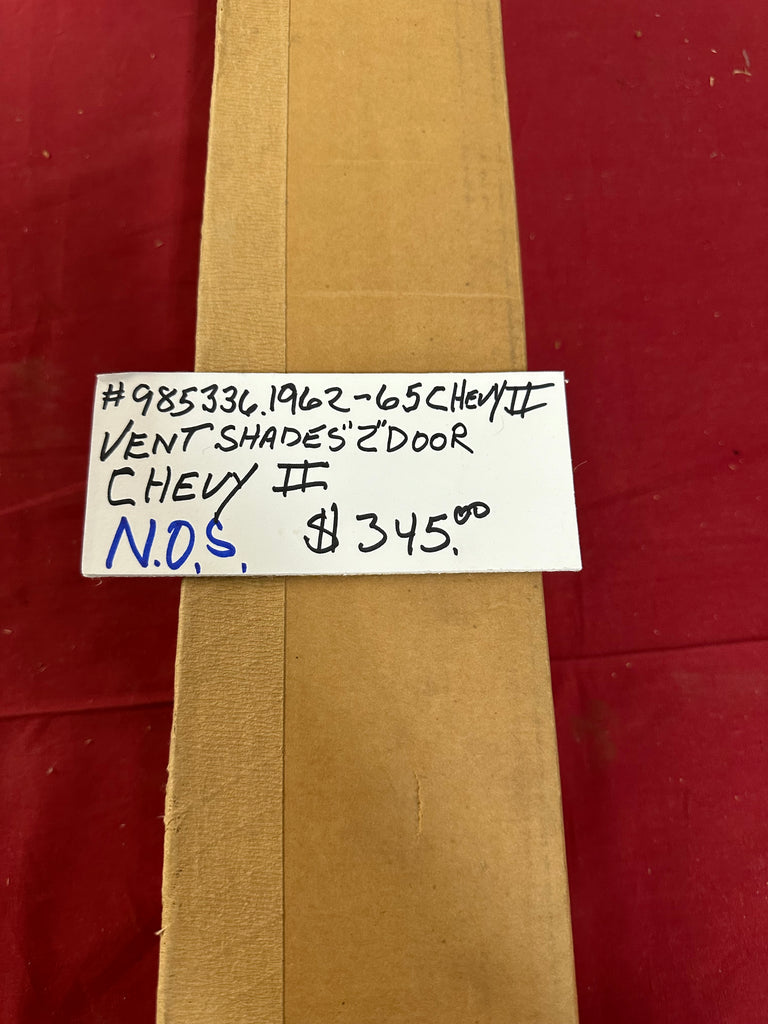 #985336.1962-65 CHEVY II
VENT SHADES "2" DOOR
CHEVY II
N.O.S. $345.00